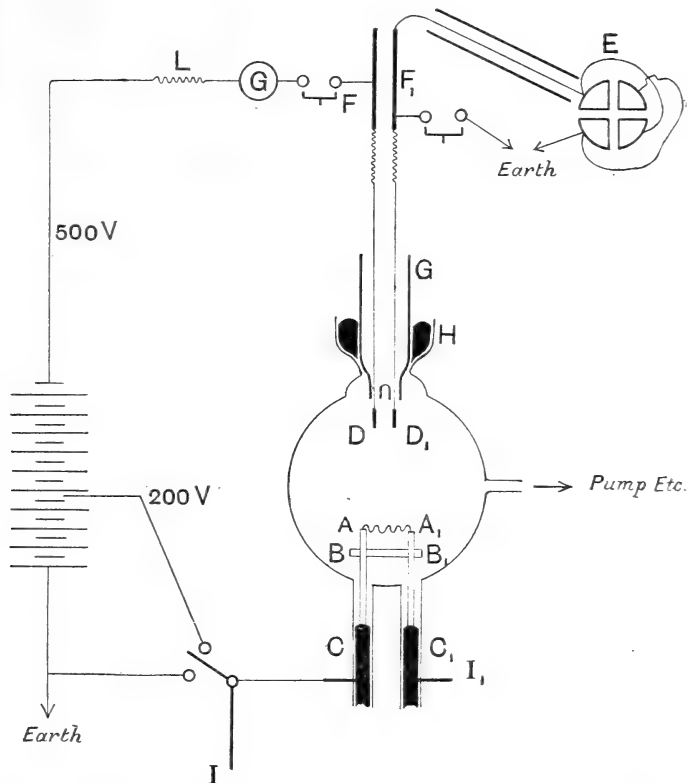 L
G
F
F₁
E
Earth
500V
G
H
D D₁
200V
Pump Etc.
A A₁
B B₁
C C₁
I₁
Earth
I